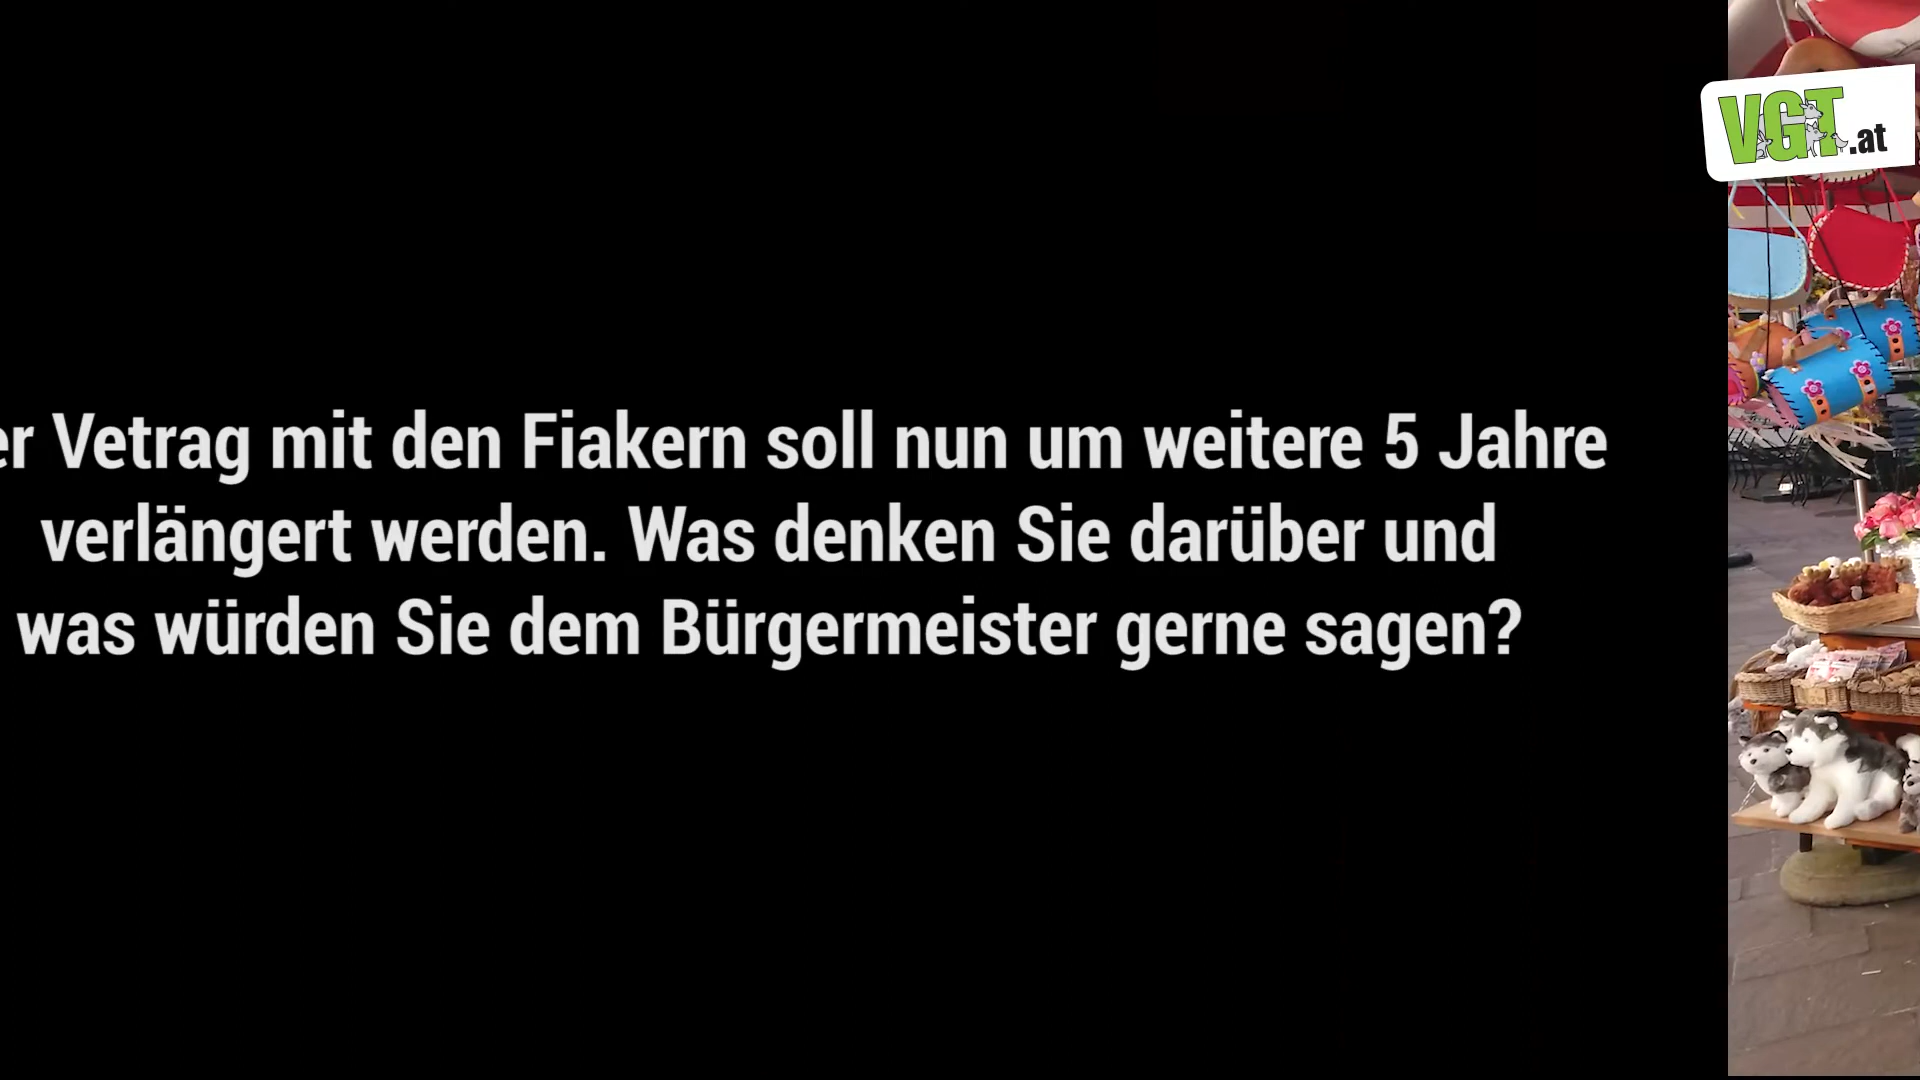 er Vetrag mit den Fiakern soll nun um weitere 5 Jahre
verlängert werden. Was denken Sie darüber und
was würden Sie dem Bürgermeister gerne sagen?
VGT.at